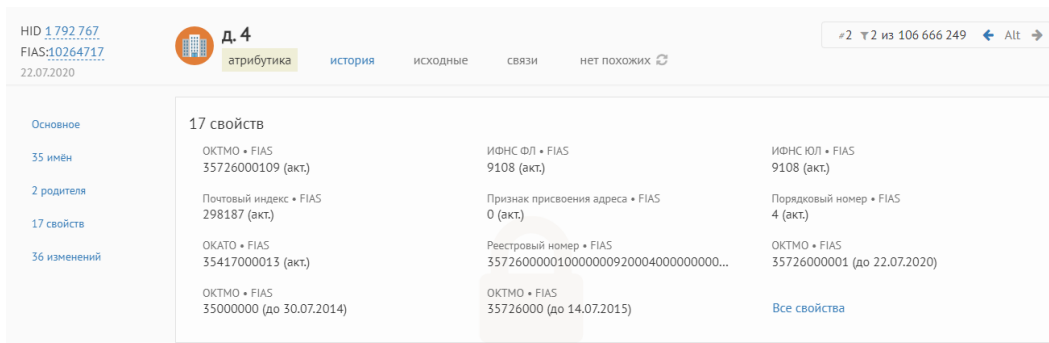 HID 1 792 767
FIAS:10264717
22.07.2020
д. 4
атрибутика история исходные связи нет похожих
#2 2 из 106 666 249 Alt
Основное
35 имён
2 родителя
17 свойств
36 изменений
17 свойств
ОКТМО • FIAS
35726000109 (акт.)
ИФНС ФЛ • FIAS
9108 (акт.)
ИФНС ЮЛ • FIAS
9108 (акт.)
Почтовый индекс • FIAS
298187 (акт.)
Признак присвоения адреса • FIAS
0 (акт.)
Порядковый номер • FIAS
4 (акт.)
ОКАТО • FIAS
35417000013 (акт.)
Реестровый номер • FIAS
357260000010000000920004000000000...
ОКТМО • FIAS
35726000001 (до 22.07.2020)
ОКТМО • FIAS
35000000 (до 30.07.2014)
ОКТМО • FIAS
35726000 (до 14.07.2015)
Все свойства